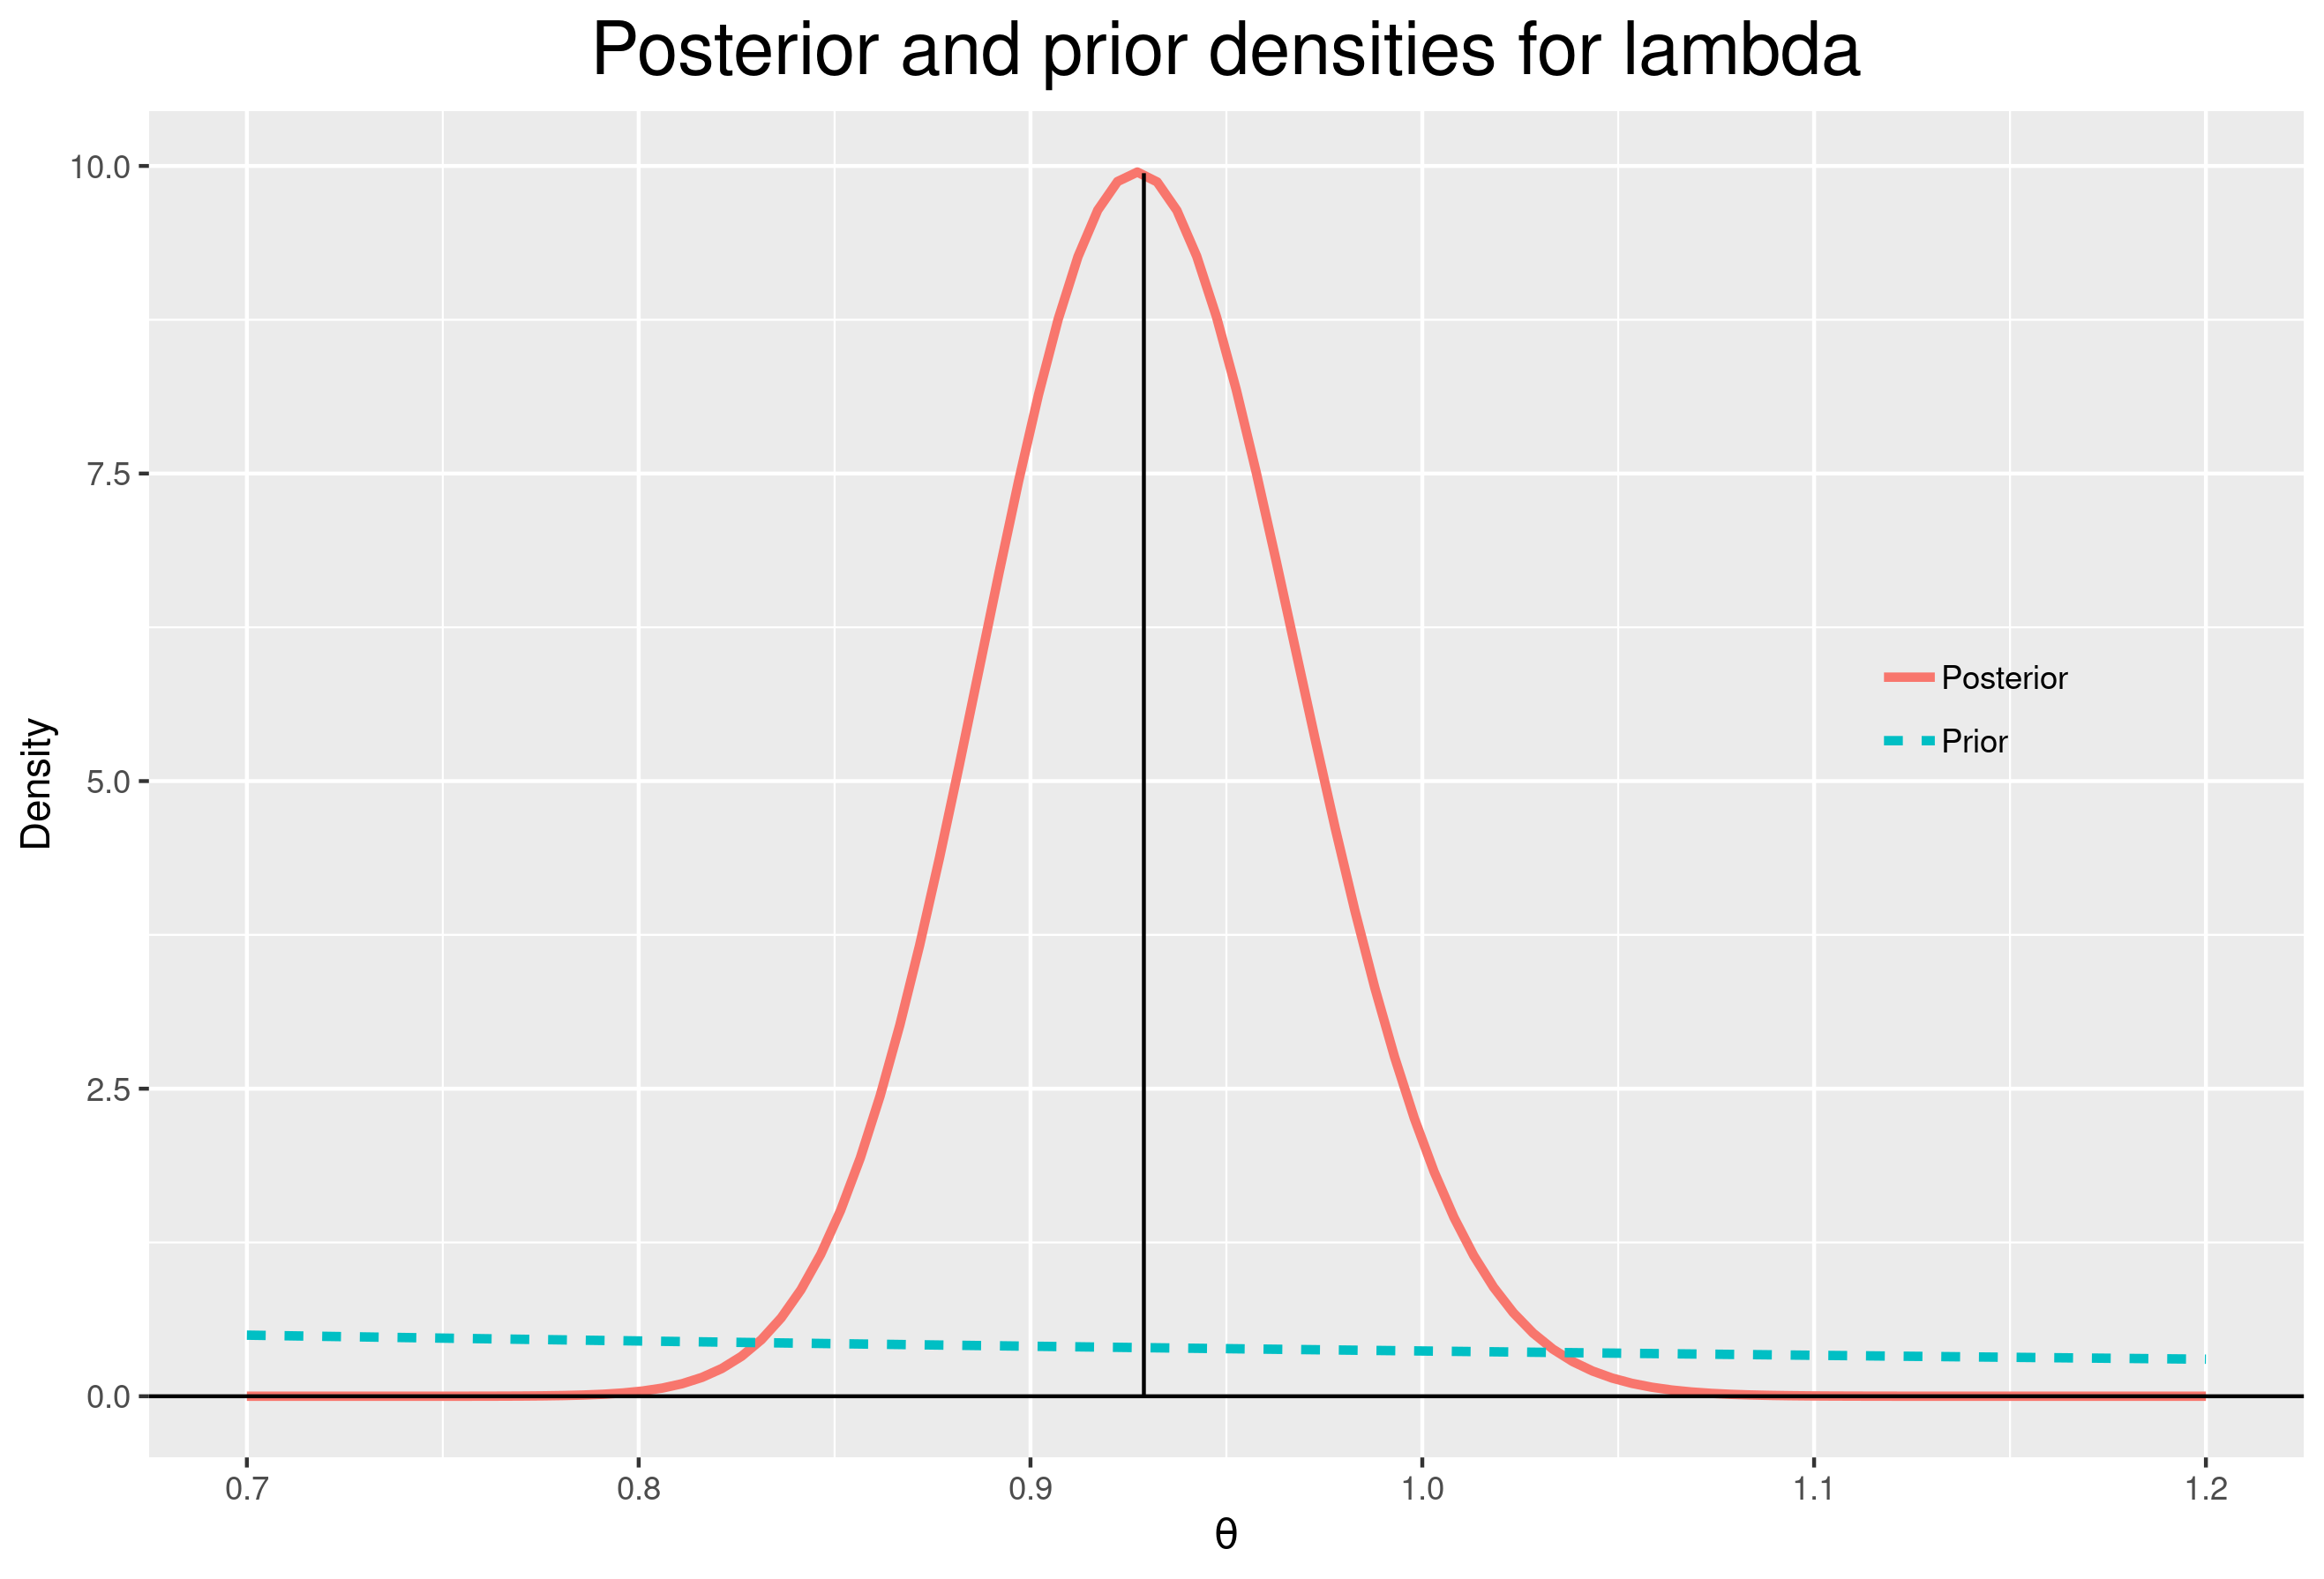 Posterior and prior densities for lambda
10.0
7.5
5.0
2.5
0.0
Density
Posterior
Prior
0.7 0.8 0.9 1.0 1.1 1.2
θ